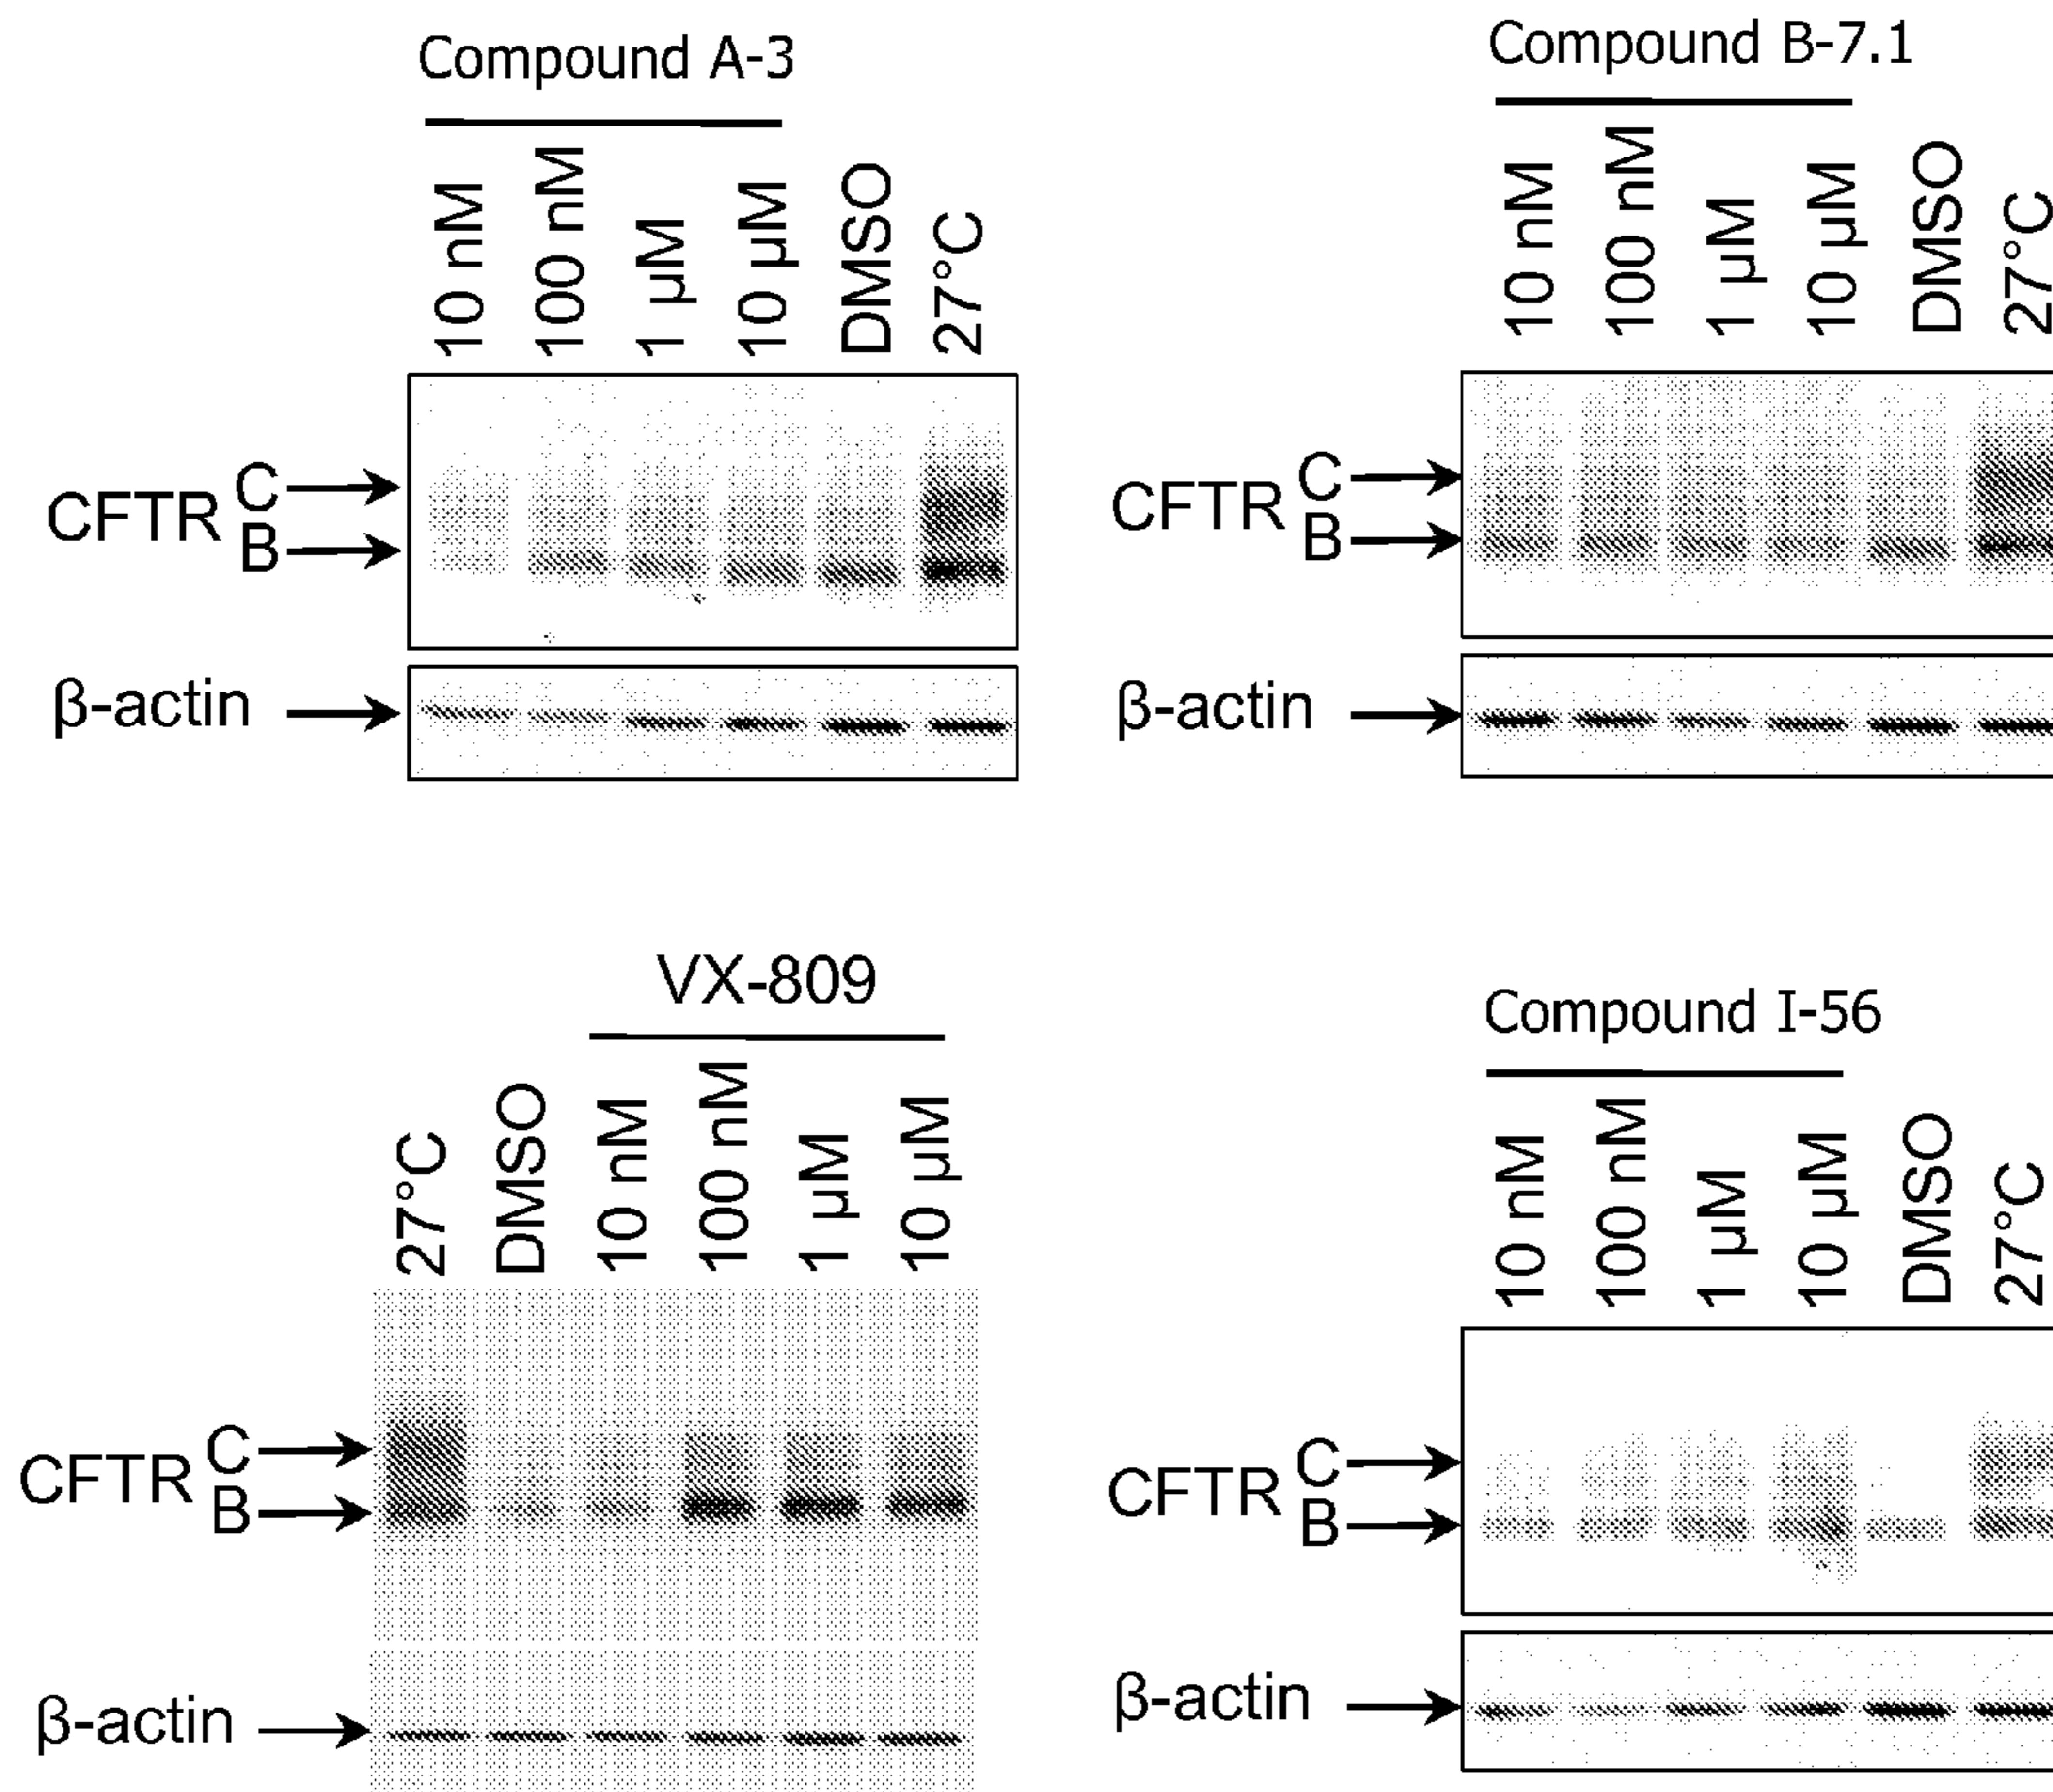 Compound A-3
10 nM
100 nM
1 µM
10 µM
DMSO
27°C
CFTR
C
B
β-actin
Compound B-7.1
10 nM
100 nM
1 µM
10 µM
DMSO
27°C
CFTR
C
B
β-actin
VX-809
27°C
DMSO
10 nM
100 nM
1 µM
10 µM
CFTR
C
B
β-actin
Compound I-56
10 nM
100 nM
1 µM
10 µM
DMSO
27°C
CFTR
C
B
β-actin